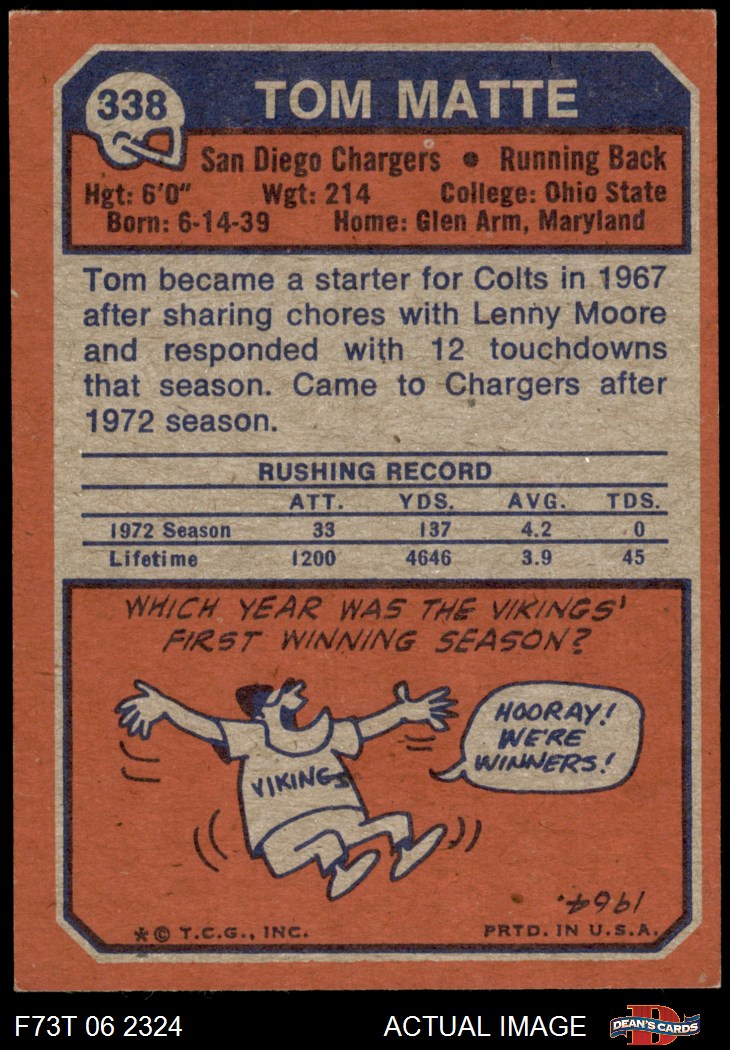 338
TOM MATTE
San Diego Chargers • Running Back
Hgt: 6'0" Wgt: 214 College: Ohio State
Born: 6-14-39 Home: Glen Arm, Maryland
Tom became a starter for Colts in 1967
after sharing chores with Lenny Moore
and responded with 12 touchdowns
that season. Came to Chargers after
1972 season.
RUSHING RECORD
ATT. YDS. AVG. TDS.
1972 Season 33 137 4.2 0
Lifetime 1200 4646 3.9 45
WHICH YEAR WAS THE VIKINGS'
FIRST WINNING SEASON?
HOORAY!
WE'RE
WINNERS!
VIKINGS
1964.
*© T.C.G., INC. PRTD. IN U.S.A.
F73T 06 2324 ACTUAL IMAGE
DEAN'S CARDS